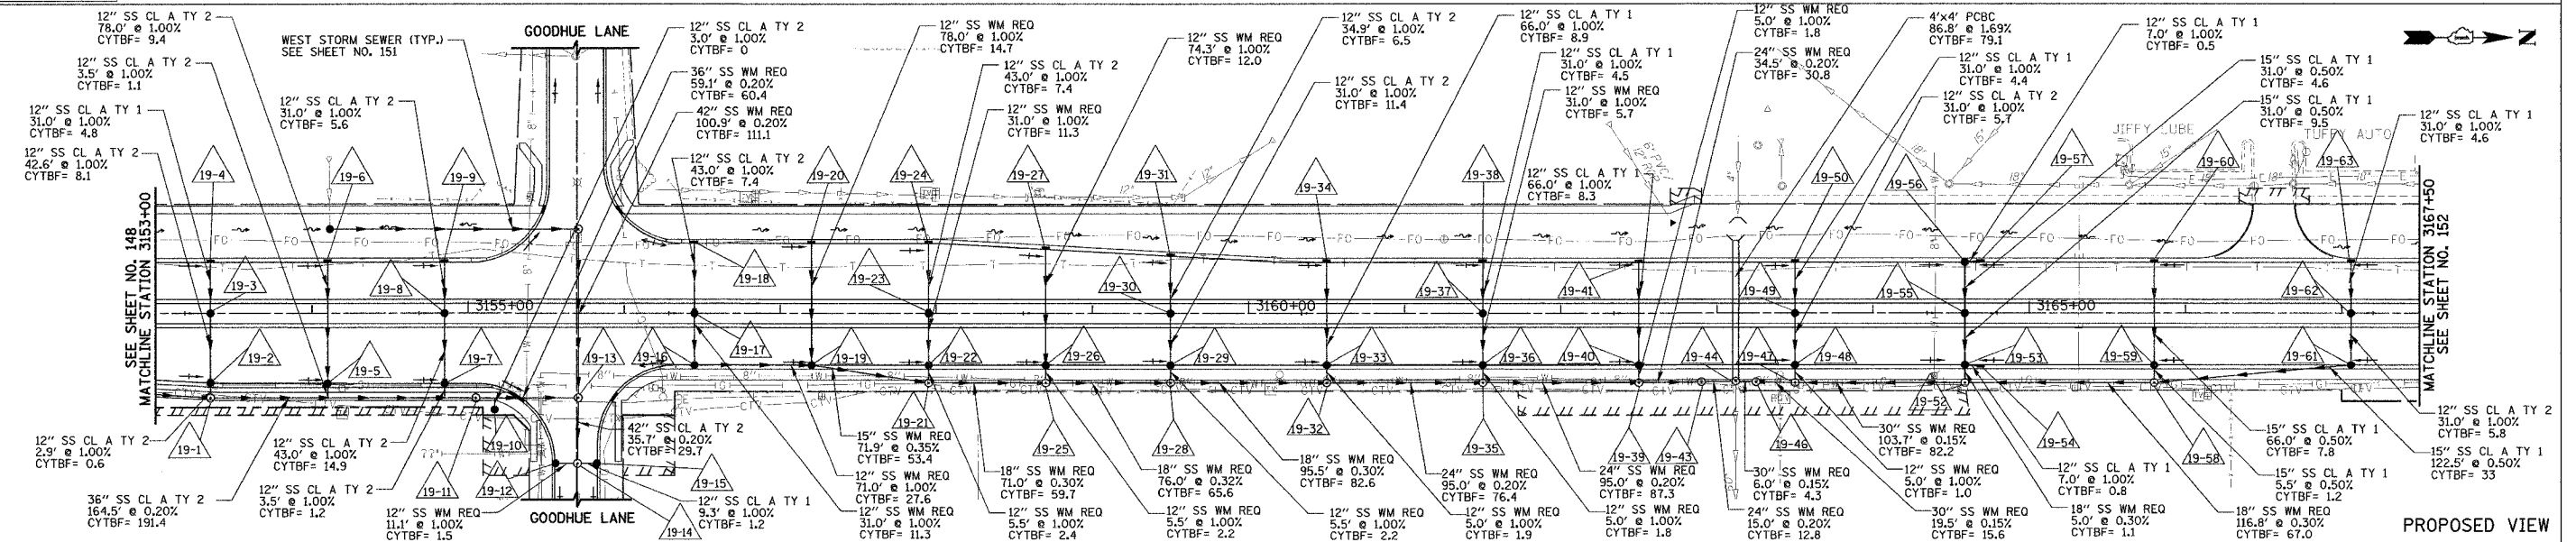 12" SS CL A TY 2
78.0' @ 1.00%
CYTBF= 9.4
12" SS CL A TY 2
3.5' @ 1.00%
CYTBF= 1.1
12" SS CL A TY 1
31.0' @ 1.00%
CYTBF= 4.8
12" SS CL A TY 2
42.6' @ 1.00%
CYTBF= 8.1
WEST STORM SEWER (TYP.)
SEE SHEET NO. 151
12" SS CL A TY 2
31.0' @ 1.00%
CYTBF= 5.6
GOODHUE LANE
12" SS CL A TY 2
3.0' @ 1.00%
CYTBF= 0
36" SS WM REQ
59.1' @ 0.20%
CYTBF= 60.4
42" SS WM REQ
100.9' @ 0.20%
CYTBF= 111.1
12" SS CL A TY 2
43.0' @ 1.00%
CYTBF= 7.4
12" SS WM REQ
78.0' @ 1.00%
CYTBF= 14.7
12" SS CL A TY 2
43.0' @ 1.00%
CYTBF= 7.4
12" SS WM REQ
31.0' @ 1.00%
CYTBF= 11.3
12" SS WM REQ
74.3' @ 1.00%
CYTBF= 12.0
12" SS CL A TY 2
34.9' @ 1.00%
CYTBF= 6.5
12" SS CL A TY 2
31.0' @ 1.00%
CYTBF= 11.4
12" SS CL A TY 1
66.0' @ 1.00%
CYTBF= 8.9
12" SS CL A TY 1
31.0' @ 1.00%
CYTBF= 4.5
12" SS WM REQ
31.0' @ 1.00%
CYTBF= 5.7
12" SS CL A TY 1
66.0' @ 1.00%
CYTBF= 8.3
12" SS WM REQ
5.0' @ 1.00%
CYTBF= 1.8
24" SS WM REQ
34.5' @ 0.20%
CYTBF= 30.8
4'x4' PCBC
86.8' @ 1.69%
CYTBF= 79.1
12" SS CL A TY 1
31.0' @ 1.00%
CYTBF= 4.4
12" SS CL A TY 2
31.0' @ 1.00%
CYTBF= 5.7
12" SS CL A TY 1
7.0' @ 1.00%
CYTBF= 0.5
15" SS CL A TY 1
31.0' @ 0.50%
CYTBF= 4.6
15" SS CL A TY 1
31.0' @ 0.50%
CYTBF= 9.5
12" SS CL A TY 1
31.0' @ 1.00%
CYTBF= 4.6
N
JIFFY LUBE
TUFFY AUTO
19-4
19-6
19-9
19-20
19-24
19-27
19-31
19-34
19-38
19-50
19-56
19-57
19-60
19-63
SEE SHEET NO. 148
MATCHLINE STATION 3153+00
19-3
19-8
19-18
19-23
19-30
19-37
19-41
19-49
19-55
19-62
3155+00
3160+00
3165+00
MATCHLINE STATION 3167+50
SEE SHEET NO. 152
19-2
19-5
19-7
19-13
19-16
19-17
19-19
19-22
19-26
19-29
19-33
19-36
19-40
19-44
19-47
19-48
19-53
19-59
19-61
19-1
19-10
19-11
19-12
19-14
19-15
19-21
19-25
19-28
19-32
19-35
19-39
19-43
19-46
19-52
19-54
19-58
12" SS CL A TY 2
2.9' @ 1.00%
CYTBF= 0.6
36" SS CL A TY 2
164.5' @ 0.20%
CYTBF= 191.4
12" SS CL A TY 2
43.0' @ 1.00%
CYTBF= 14.9
12" SS CL A TY 2
3.5' @ 1.00%
CYTBF= 1.2
12" SS WM REQ
11.1' @ 1.00%
CYTBF= 1.5
GOODHUE LANE
42" SS CL A TY 2
35.7' @ 0.20%
CYTBF= 29.7
12" SS CL A TY 1
9.3' @ 1.00%
CYTBF= 1.2
15" SS WM REQ
71.9' @ 0.35%
CYTBF= 53.4
12" SS WM REQ
71.0' @ 1.00%
CYTBF= 27.6
12" SS WM REQ
31.0' @ 1.00%
CYTBF= 11.3
18" SS WM REQ
71.0' @ 0.30%
CYTBF= 59.7
12" SS WM REQ
5.5' @ 1.00%
CYTBF= 2.4
18" SS WM REQ
76.0' @ 0.32%
CYTBF= 65.6
12" SS WM REQ
5.5' @ 1.00%
CYTBF= 2.2
18" SS WM REQ
95.5' @ 0.30%
CYTBF= 82.6
12" SS WM REQ
5.5' @ 1.00%
CYTBF= 2.2
24" SS WM REQ
95.0' @ 0.20%
CYTBF= 76.4
12" SS WM REQ
5.0' @ 1.00%
CYTBF= 1.9
24" SS WM REQ
95.0' @ 0.20%
CYTBF= 87.3
12" SS WM REQ
5.0' @ 1.00%
CYTBF= 1.8
30" SS WM REQ
6.0' @ 0.15%
CYTBF= 4.3
24" SS WM REQ
15.0' @ 0.20%
CYTBF= 12.8
30" SS WM REQ
103.7' @ 0.15%
CYTBF= 82.2
12" SS WM REQ
5.0' @ 1.00%
CYTBF= 1.0
30" SS WM REQ
19.5' @ 0.15%
CYTBF= 15.6
12" SS CL A TY 1
7.0' @ 1.00%
CYTBF= 0.8
18" SS WM REQ
5.0' @ 0.30%
CYTBF= 1.1
15" SS CL A TY 1
66.0' @ 0.50%
CYTBF= 7.8
15" SS CL A TY 1
5.5' @ 0.50%
CYTBF= 1.2
18" SS WM REQ
116.8' @ 0.30%
CYTBF= 67.0
12" SS CL A TY 2
31.0' @ 1.00%
CYTBF= 5.8
15" SS CL A TY 1
122.5' @ 0.50%
CYTBF= 33
PROPOSED VIEW